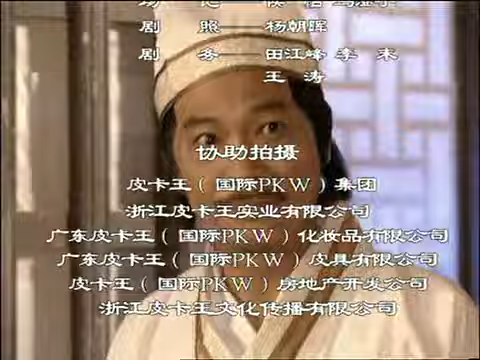 剧 照 杨朝晖
剧 务 田江峰 李 末
王 涛
协助拍摄
皮卡王(国际PKW)集团
浙江皮卡王实业有限公司
广东皮卡王(国际PKW)化妆品有限公司
广东皮卡王(国际PKW)皮具有限公司
皮卡王(国际PKW)房地产开发公司
浙江皮卡王文化传播有限公司